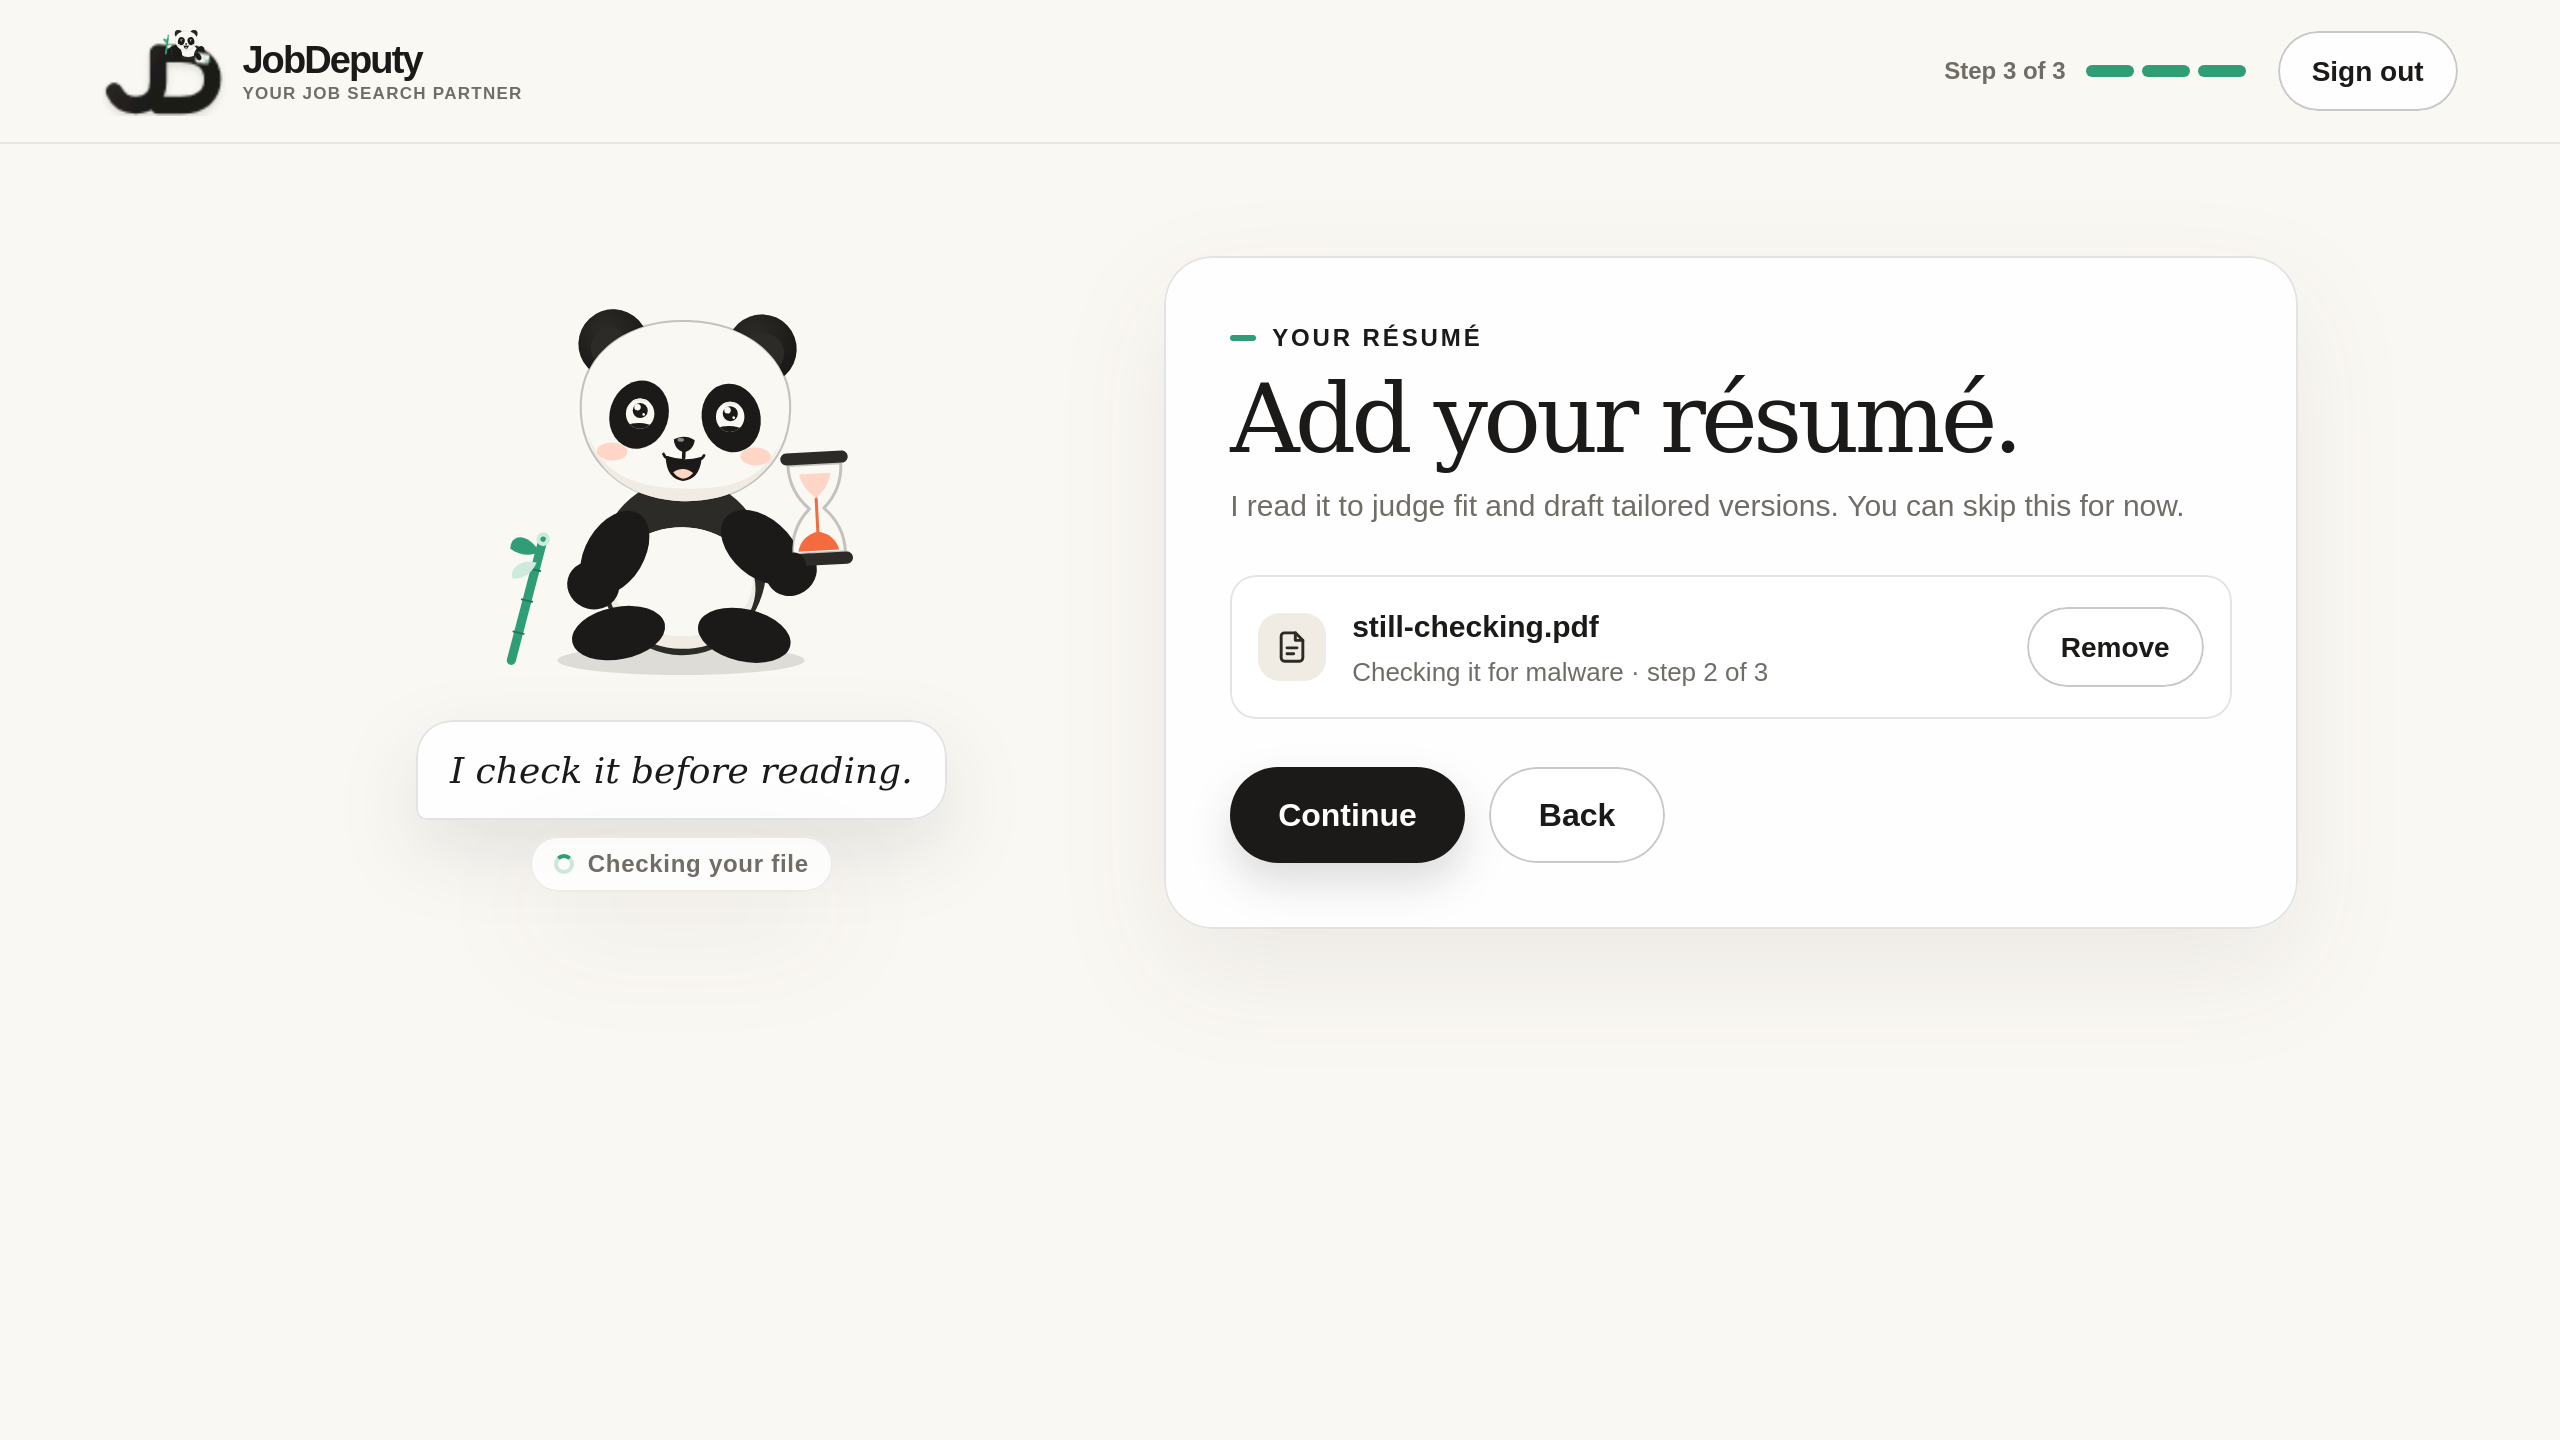 JobDeputy
YOUR JOB SEARCH PARTNER
Step 3 of 3
Sign out
I check it before reading.
Checking your file
YOUR RÉSUMÉ
Add your résumé.
I read it to judge fit and draft tailored versions. You can skip this for now.
still-checking.pdf
Checking it for malware · step 2 of 3
Remove
Continue
Back